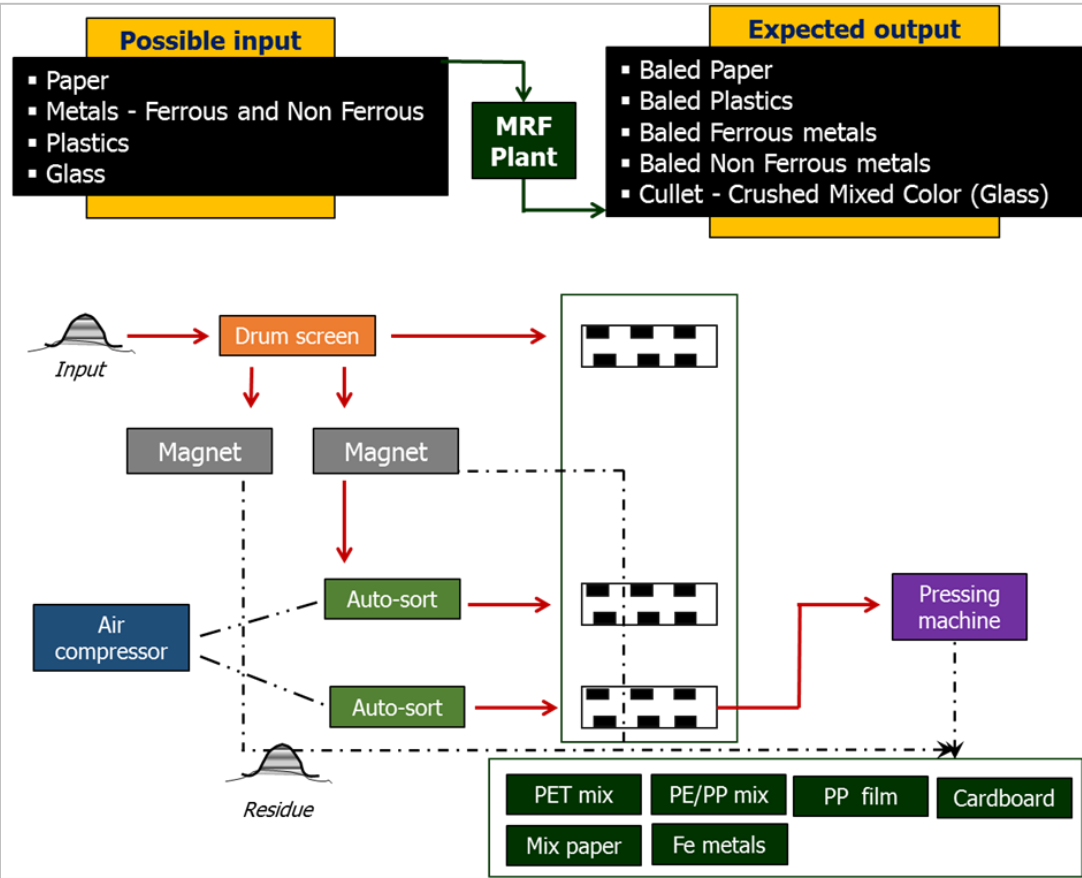 Possible input
▪ Paper
▪ Metals - Ferrous and Non Ferrous
▪ Plastics
▪ Glass
MRF
Plant
Expected output
▪ Baled Paper
▪ Baled Plastics
▪ Baled Ferrous metals
▪ Baled Non Ferrous metals
▪ Cullet - Crushed Mixed Color (Glass)
Input
Drum screen
Magnet
Magnet
Auto-sort
Air
compressor
Auto-sort
Pressing
machine
Residue
PET mix
PE/PP mix
PP film
Cardboard
Mix paper
Fe metals